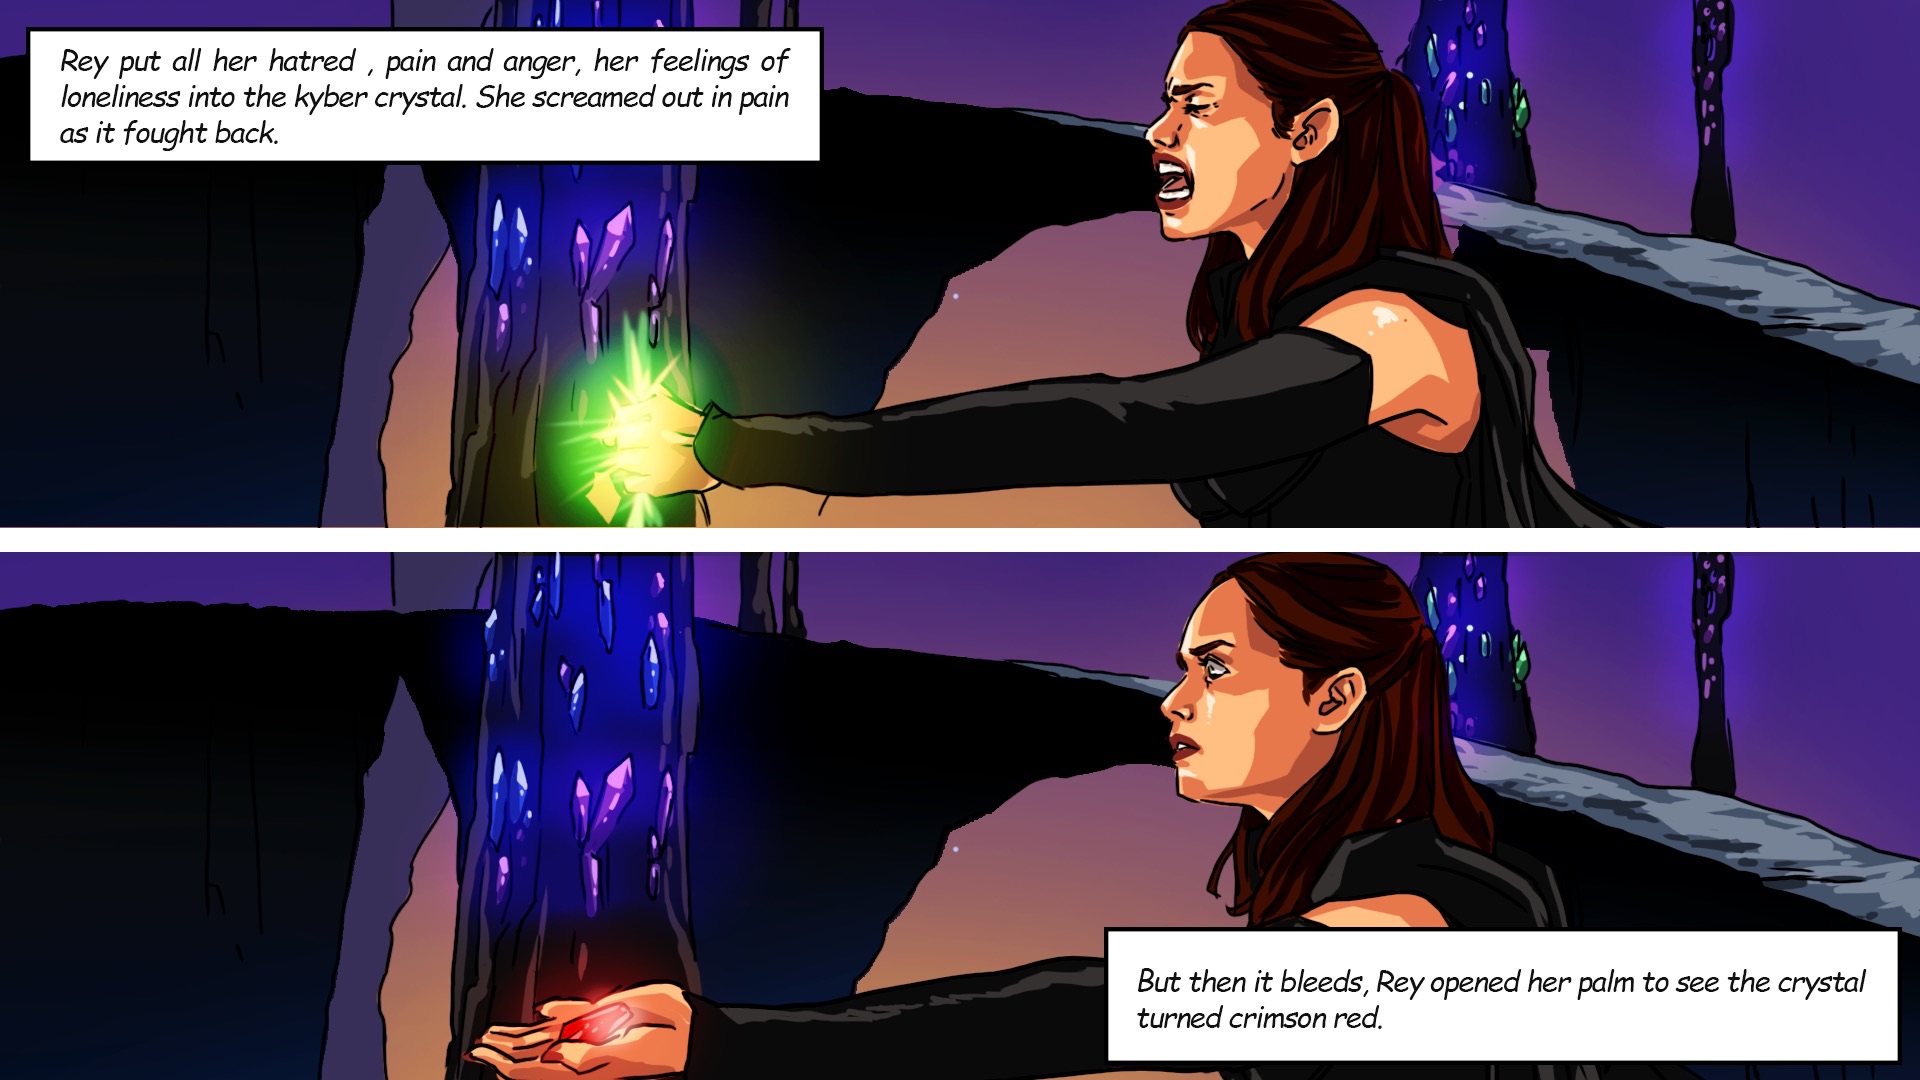 Rey put all her hatred , pain and anger, her feelings of
loneliness into the kyber crystal. She screamed out in pain
as it fought back.
But then it bleeds, Rey opened her palm to see the crystal
turned crimson red.